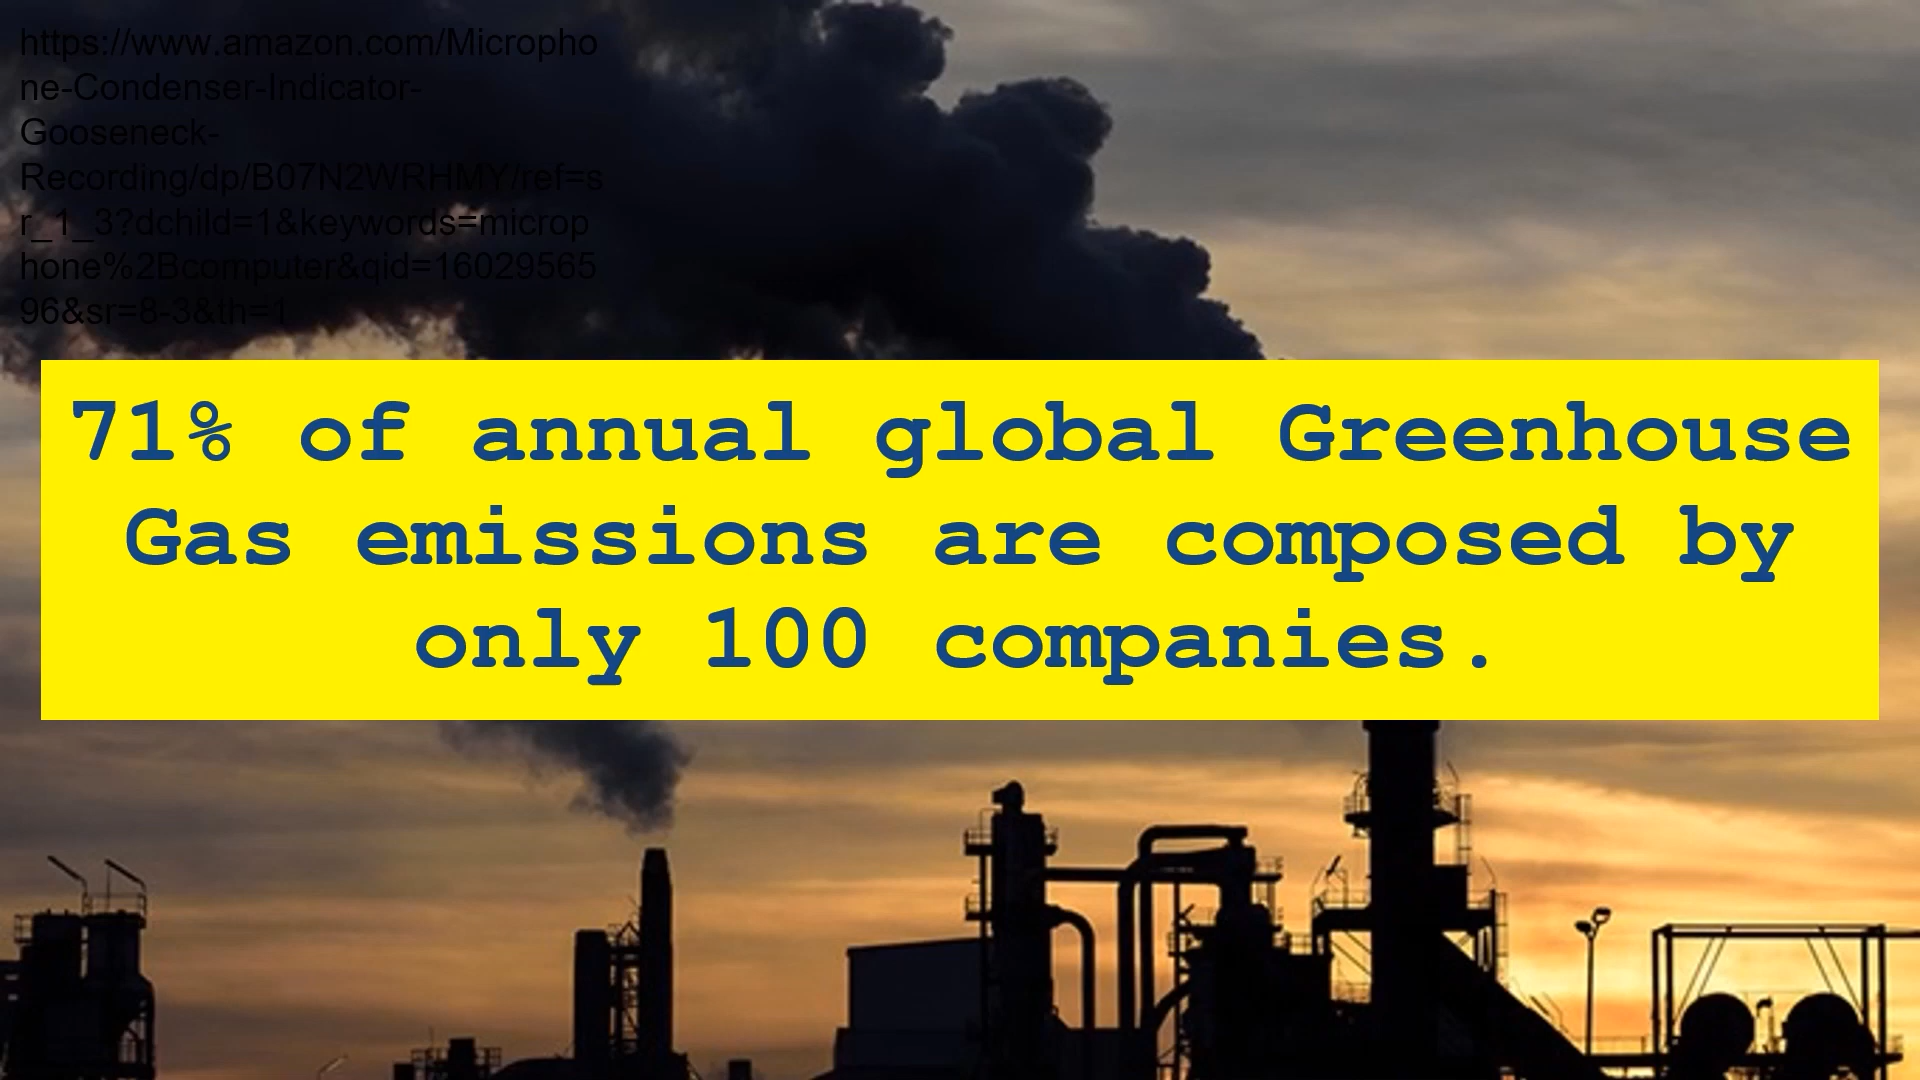 https://www.amazon.com/Micropho
ne-Condenser-Indicator-
Gooseneck-
Recording/dp/B07N2WRHMY/ref=s
r_1_3?dchild=1&keywords=microp
hone%2Bcomputer&qid=16029565
96&sr=8-3&th=1
71% of annual global Greenhouse
Gas emissions are composed by
only 100 companies.